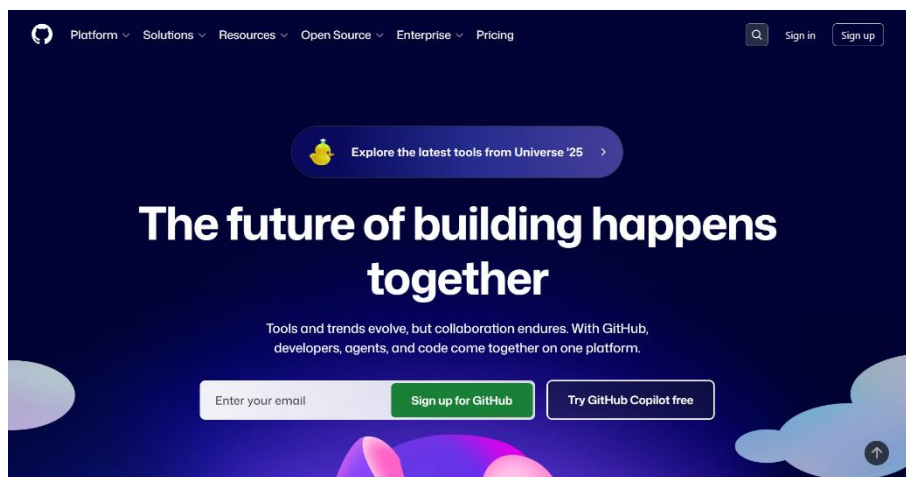 Platform Solutions Resources Open Source Enterprise Pricing Sign in Sign up
Explore the latest tools from Universe '25
The future of building happens
together
Tools and trends evolve, but collaboration endures. With GitHub,
developers, agents, and code come together on one platform.
Enter your email Sign up for GitHub Try GitHub Copilot free